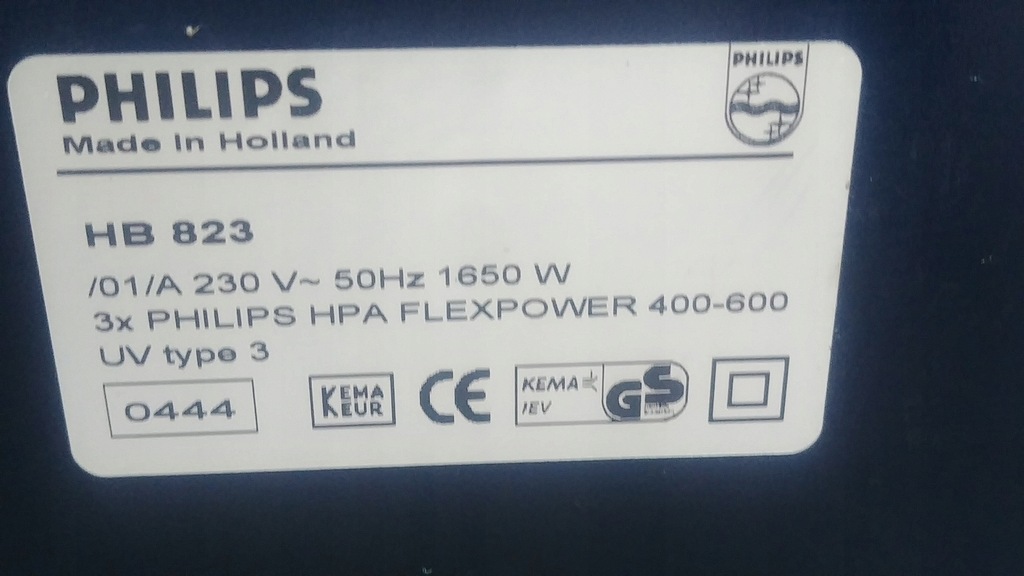 PHILIPS
PHILIPS
Made in Holland
HB 823
/01/A 230 V~ 50Hz 1650 W
3x PHILIPS HPA FLEXPOWER 400-600
UV type 3
0444
KEMA
KEUR
CE
KEMA
IEV
GS